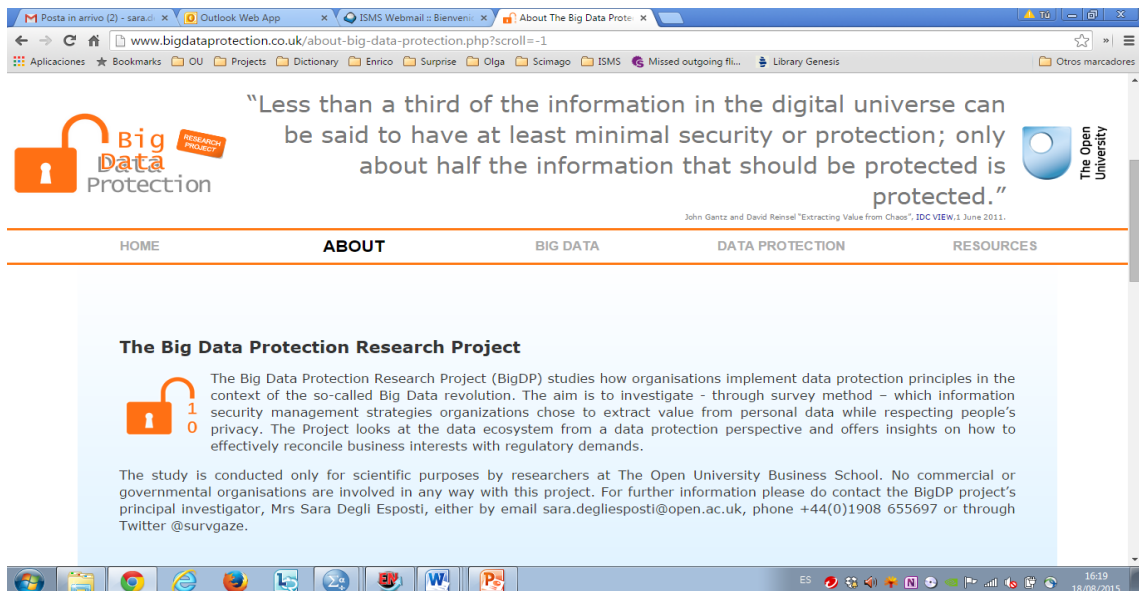 Posta in arrivo (2) - sara.d
Outlook Web App
ISMS Webmail :: Bienveni
About The Big Data Prote
Tú
www.bigdataprotection.co.uk/about-big-data-protection.php?scroll=-1
Aplicaciones
Bookmarks
OU
Projects
Dictionary
Enrico
Surprise
Olga
Scimago
ISMS
Missed outgoing fli...
Library Genesis
Otros marcadores
Big
Data
Protection
RESEARCH
PROJECT
“Less than a third of the information in the digital universe can
be said to have at least minimal security or protection; only
about half the information that should be protected is
protected.”
John Gantz and David Reinsel "Extracting Value from Chaos", IDC VIEW,1 June 2011.
The Open
University
HOME
ABOUT
BIG DATA
DATA PROTECTION
RESOURCES
The Big Data Protection Research Project
1
0
The Big Data Protection Research Project (BigDP) studies how organisations implement data protection principles in the
context of the so-called Big Data revolution. The aim is to investigate - through survey method – which information
security management strategies organizations chose to extract value from personal data while respecting people’s
privacy. The Project looks at the data ecosystem from a data protection perspective and offers insights on how to
effectively reconcile business interests with regulatory demands.
The study is conducted only for scientific purposes by researchers at The Open University Business School. No commercial or
governmental organisations are involved in any way with this project. For further information please do contact the BigDP project’s
principal investigator, Mrs Sara Degli Esposti, either by email sara.degliesposti@open.ac.uk, phone +44(0)1908 655697 or through
Twitter @survgaze.
ES
16:19
18/08/2015